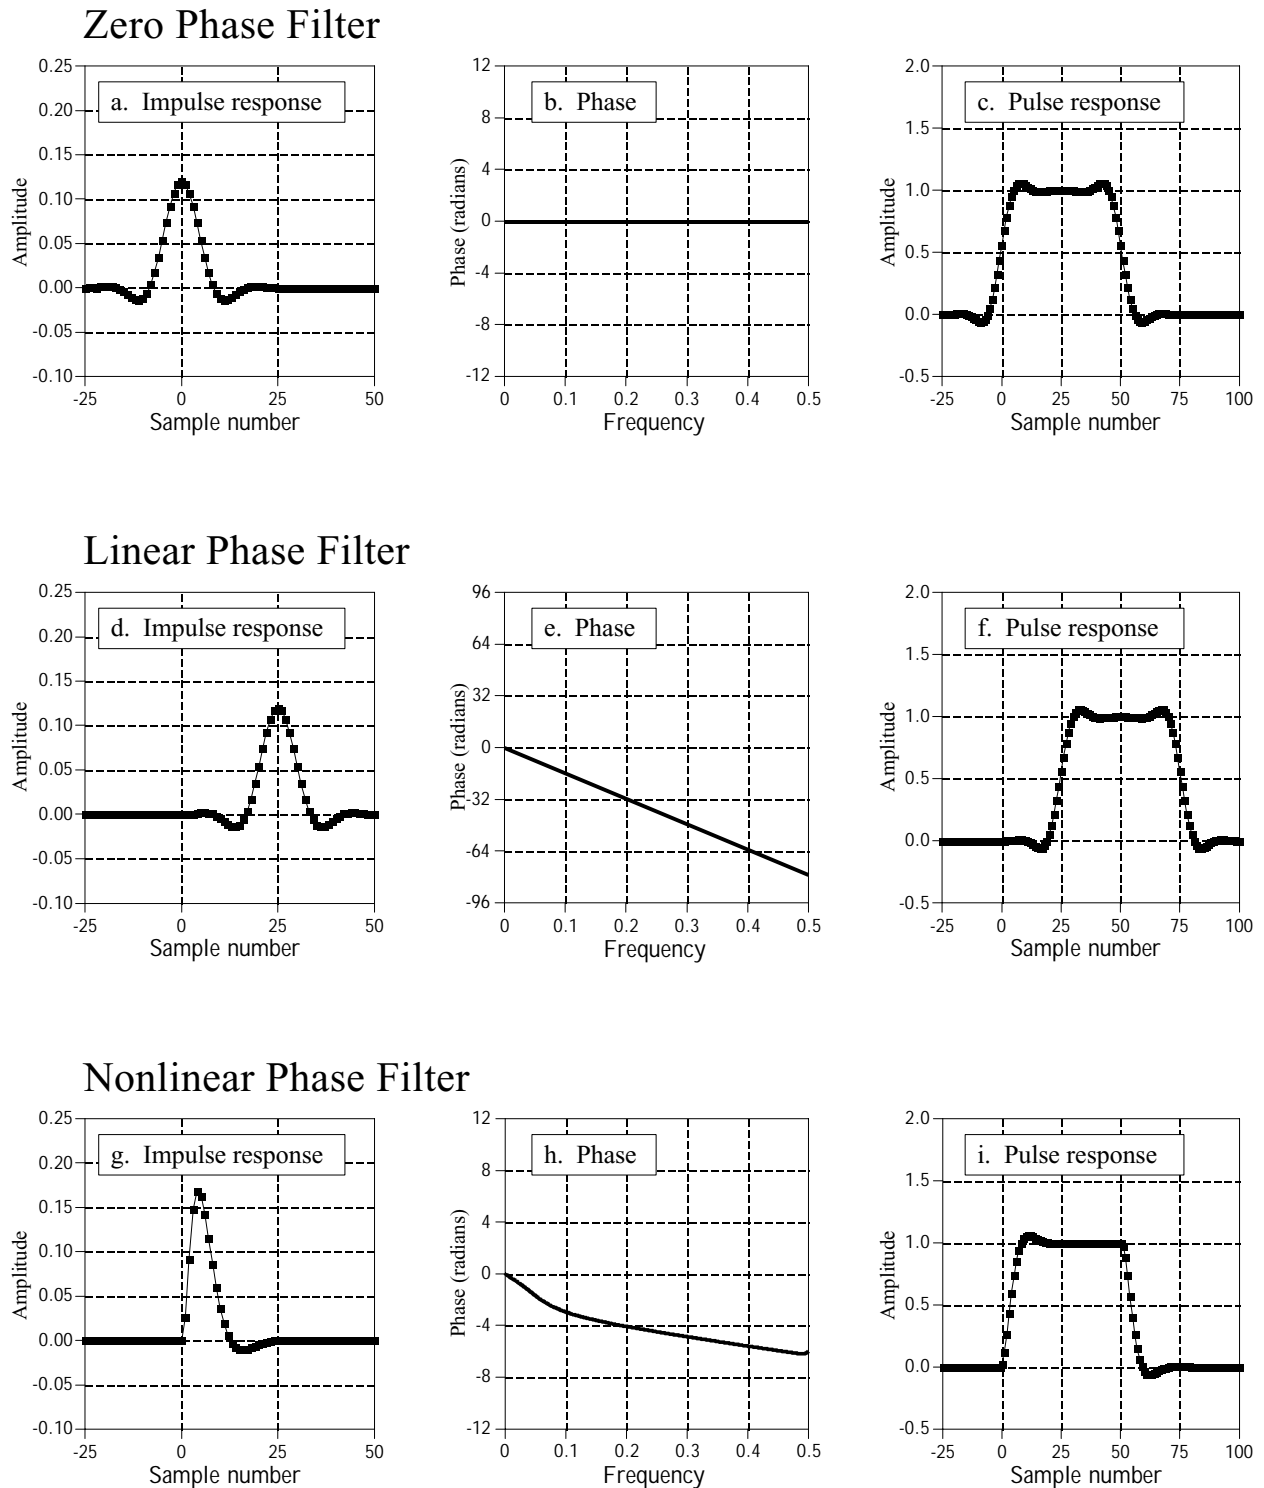 Zero Phase Filter
0.25
0.20
0.15
0.10
0.05
0.00
-0.05
-0.10
-25 0 25 50
Sample number
Amplitude
a. Impulse response
12
8
4
0
-4
-8
-12
0 0.1 0.2 0.3 0.4 0.5
Frequency
Phase (radians)
b. Phase
2.0
1.5
1.0
0.5
0.0
-0.5
-25 0 25 50 75 100
Sample number
Amplitude
c. Pulse response
Linear Phase Filter
0.25
0.20
0.15
0.10
0.05
0.00
-0.05
-0.10
-25 0 25 50
Sample number
Amplitude
d. Impulse response
96
64
32
0
-32
-64
-96
0 0.1 0.2 0.3 0.4 0.5
Frequency
Phase (radians)
e. Phase
2.0
1.5
1.0
0.5
0.0
-0.5
-25 0 25 50 75 100
Sample number
Amplitude
f. Pulse response
Nonlinear Phase Filter
0.25
0.20
0.15
0.10
0.05
0.00
-0.05
-0.10
-25 0 25 50
Sample number
Amplitude
g. Impulse response
12
8
4
0
-4
-8
-12
0 0.1 0.2 0.3 0.4 0.5
Frequency
Phase (radians)
h. Phase
2.0
1.5
1.0
0.5
0.0
-0.5
-25 0 25 50 75 100
Sample number
Amplitude
i. Pulse response